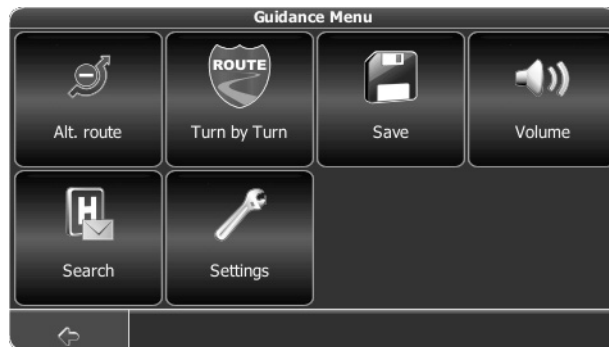 Guidance Menu
ROUTE
Alt. route
Turn by Turn
Save
Volume
H
Search
Settings